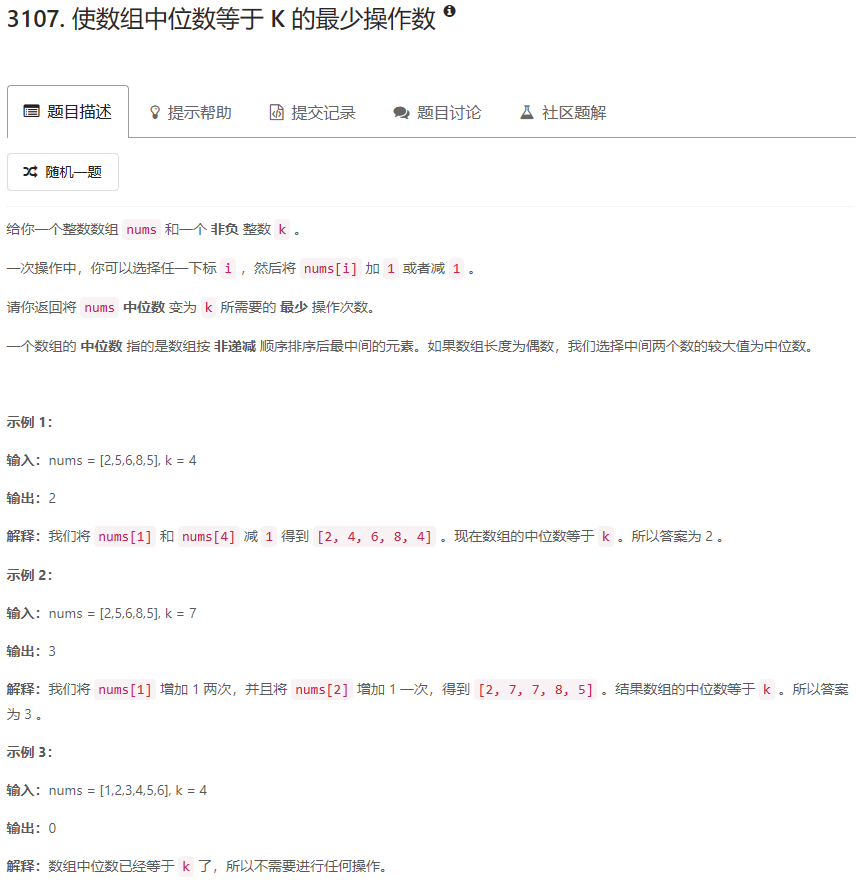 3107. 使数组中位数等于 K 的最少操作数
题目描述 提示帮助 提交记录 题目讨论 社区题解
随机一题
给你一个整数数组 nums 和一个 非负 整数 k 。
一次操作中，你可以选择任一下标 i ，然后将 nums[i] 加 1 或者减 1 。
请你返回将 nums 中位数 变为 k 所需要的 最少 操作次数。
一个数组的 中位数 指的是数组按 非递减 顺序排序后最中间的元素。如果数组长度为偶数，我们选择中间两个数的较大值为中位数。
示例 1：
输入：nums = [2,5,6,8,5], k = 4
输出：2
解释：我们将 nums[1] 和 nums[4] 减 1 得到 [2, 4, 6, 8, 4] 。现在数组的中位数等于 k 。所以答案为 2 。
示例 2：
输入：nums = [2,5,6,8,5], k = 7
输出：3
解释：我们将 nums[1] 增加 1 两次，并且将 nums[2] 增加 1 一次，得到 [2, 7, 7, 8, 5] 。结果数组的中位数等于 k 。所以答案
为 3 。
示例 3：
输入：nums = [1,2,3,4,5,6], k = 4
输出：0
解释：数组中位数已经等于 k 了，所以不需要进行任何操作。